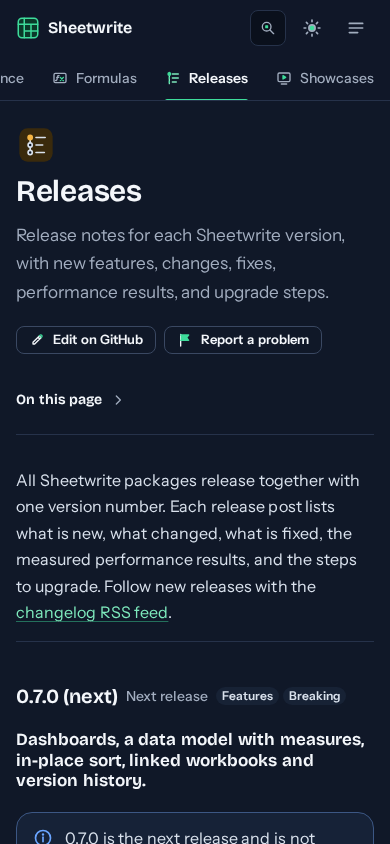 Sheetwrite
nce Formulas Releases Showcases
Releases
Release notes for each Sheetwrite version,
with new features, changes, fixes,
performance results, and upgrade steps.
Edit on GitHub Report a problem
On this page
All Sheetwrite packages release together with
one version number. Each release post lists
what is new, what changed, what is fixed, the
measured performance results, and the steps
to upgrade. Follow new releases with the
changelog RSS feed.
0.7.0 (next) Next release Features Breaking
Dashboards, a data model with measures,
in-place sort, linked workbooks and
version history.
0.7.0 is the next release and is not